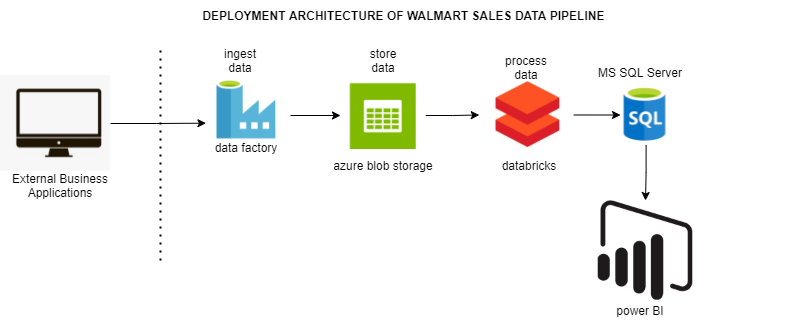 DEPLOYMENT ARCHITECTURE OF WALMART SALES DATA PIPELINE
ingest
data
store
data
process
data
MS SQL Server
SQL
data factory
azure blob storage
databricks
External Business
Applications
power BI